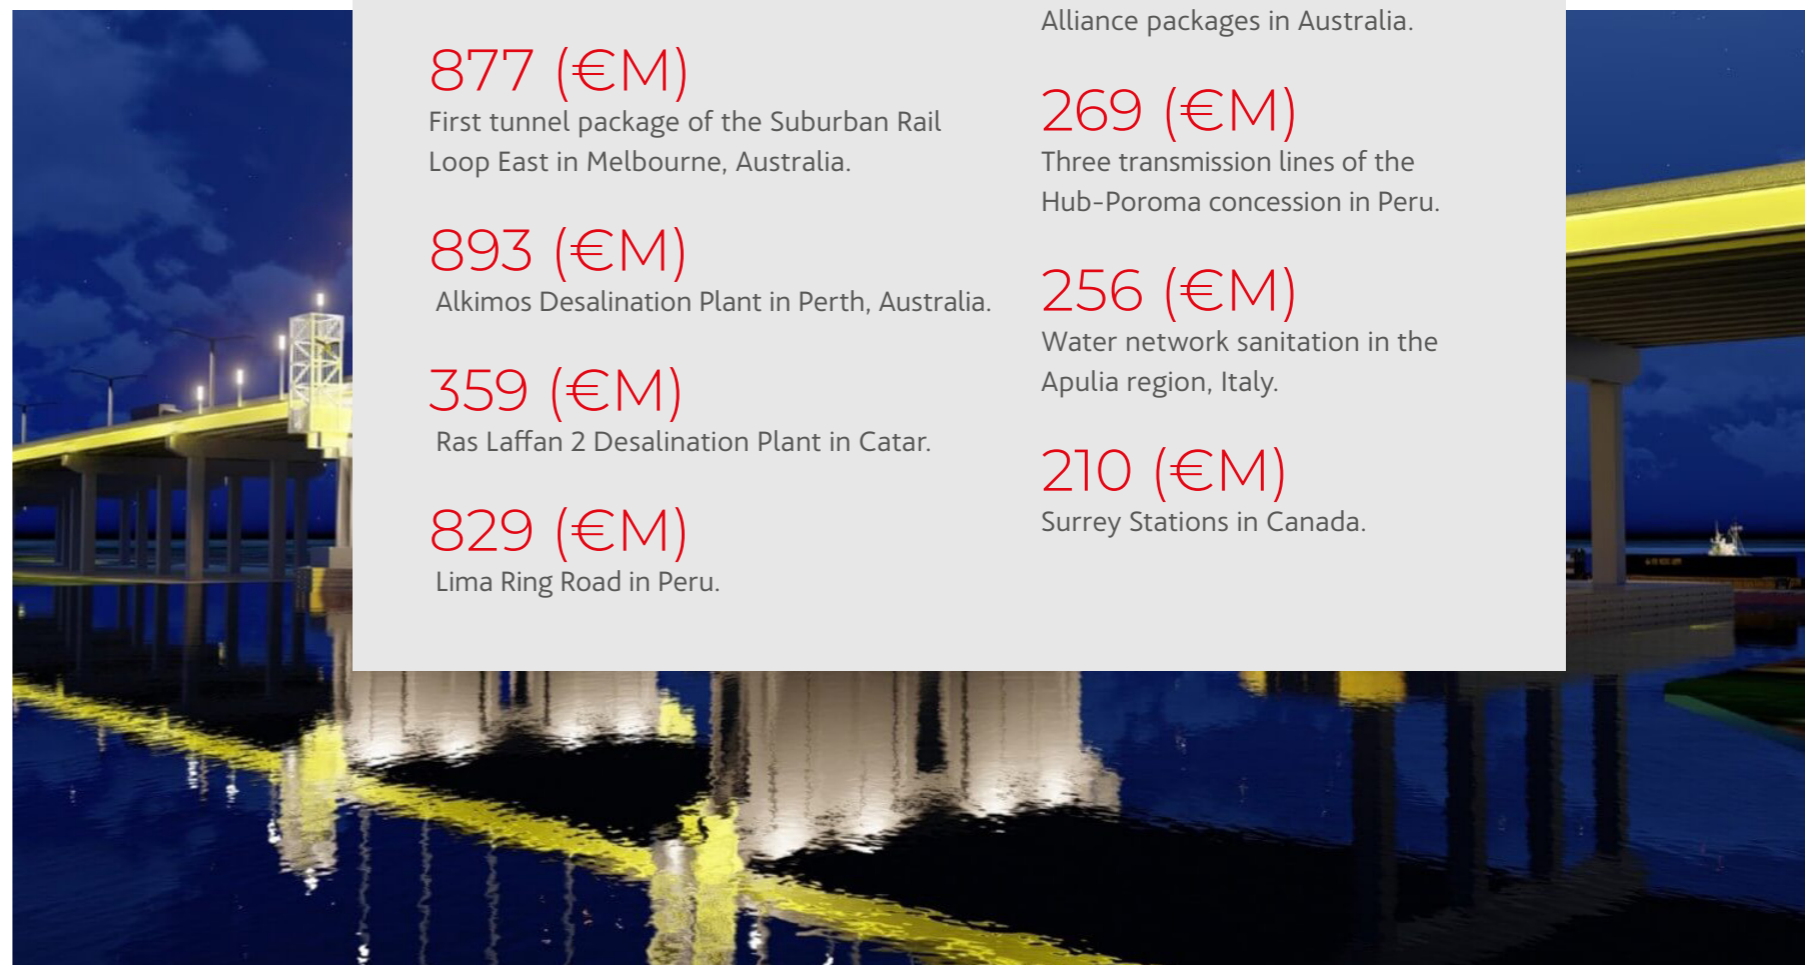 877 (€M)
First tunnel package of the Suburban Rail
Loop East in Melbourne, Australia.
893 (€M)
Alkimos Desalination Plant in Perth, Australia.
359 (€M)
Ras Laffan 2 Desalination Plant in Catar.
829 (€M)
Lima Ring Road in Peru.
Alliance packages in Australia.
269 (€M)
Three transmission lines of the
Hub-Poroma concession in Peru.
256 (€M)
Water network sanitation in the
Apulia region, Italy.
210 (€M)
Surrey Stations in Canada.